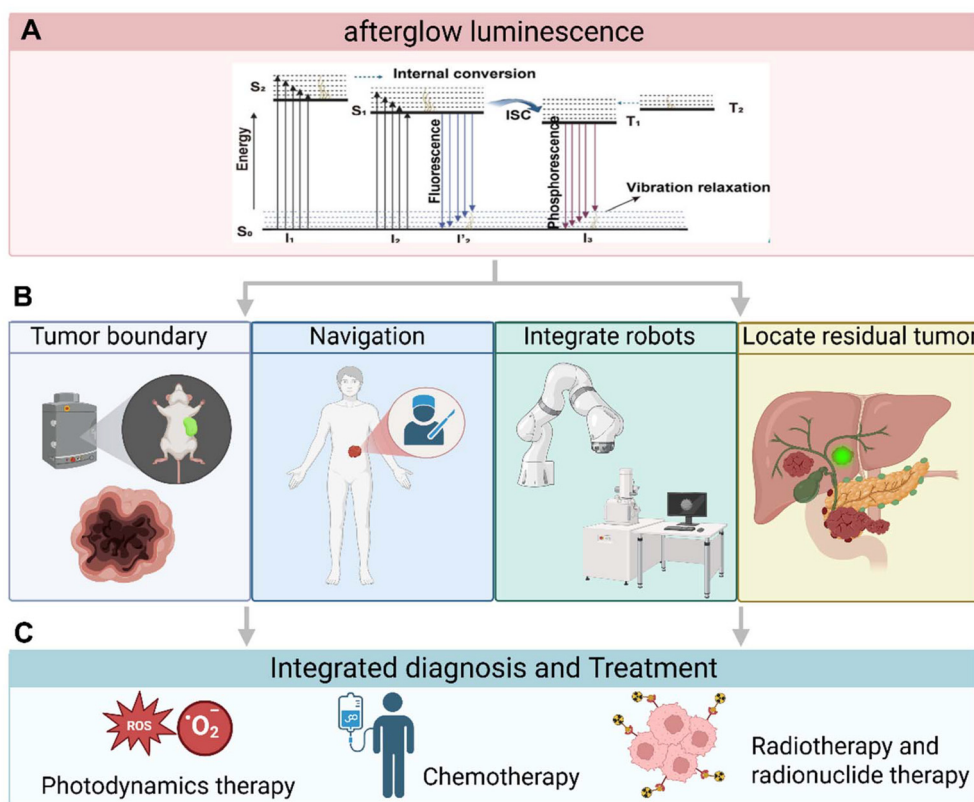 A
afterglow luminescence
Internal conversion
S₂
S₁
ISC
T₁
T₂
Energy
Fluorescence
Phosphorescence
Vibration relaxation
S₀
I₁
I₂
I'₂
I₃
B
Tumor boundary
Navigation
Integrate robots
Locate residual tumor
C
Integrated diagnosis and Treatment
ROS
·O₂⁻
Photodynamics therapy
Chemotherapy
Radiotherapy and
radionuclide therapy